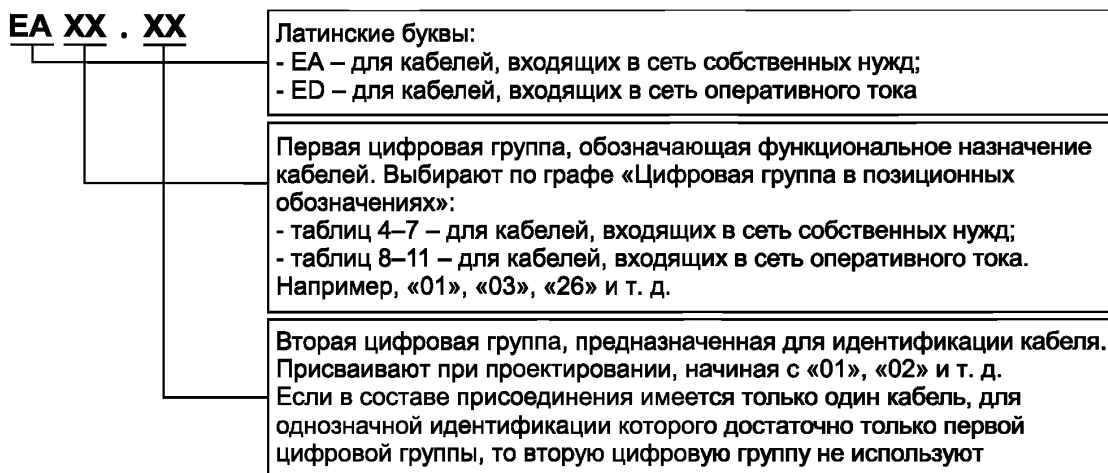 EA XX . XX
Латинские буквы:
- EA – для кабелей, входящих в сеть собственных нужд;
- ED – для кабелей, входящих в сеть оперативного тока
Первая цифровая группа, обозначающая функциональное назначение
кабелей. Выбирают по графе «Цифровая группа в позиционных
обозначениях»:
- таблиц 4–7 – для кабелей, входящих в сеть собственных нужд;
- таблиц 8–11 – для кабелей, входящих в сеть оперативного тока.
Например, «01», «03», «26» и т. д.
Вторая цифровая группа, предназначенная для идентификации кабеля.
Присваивают при проектировании, начиная с «01», «02» и т. д.
Если в составе присоединения имеется только один кабель, для
однозначной идентификации которого достаточно только первой
цифровой группы, то вторую цифровую группу не используют